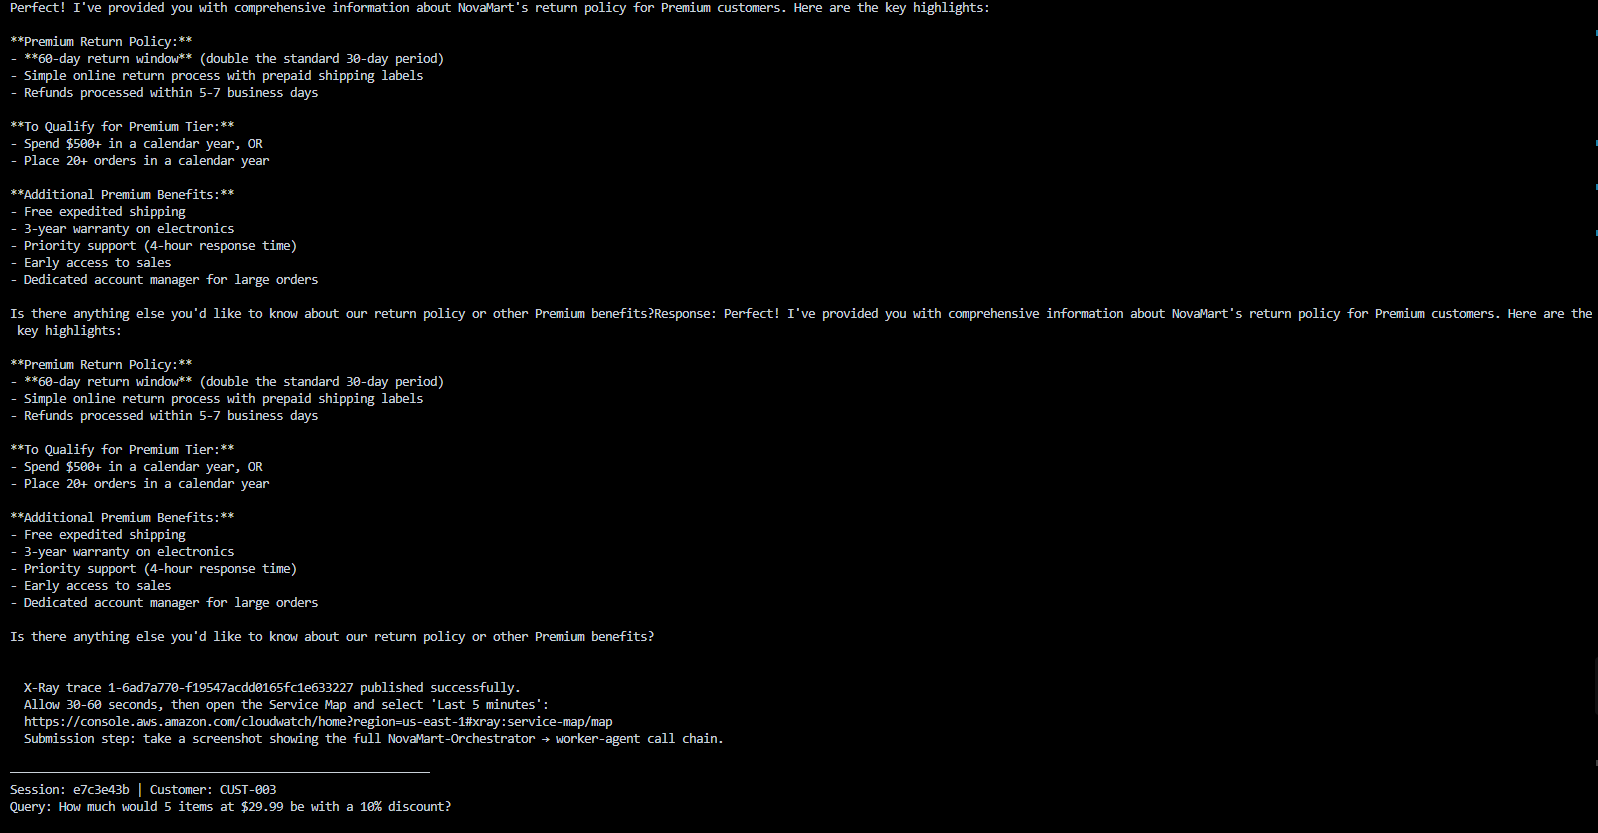 Perfect! I've provided you with comprehensive information about NovaMart's return policy for Premium customers. Here are the key highlights:
**Premium Return Policy:**
- **60-day return window** (double the standard 30-day period)
- Simple online return process with prepaid shipping labels
- Refunds processed within 5-7 business days
**To Qualify for Premium Tier:**
- Spend $500+ in a calendar year, OR
- Place 20+ orders in a calendar year
**Additional Premium Benefits:**
- Free expedited shipping
- 3-year warranty on electronics
- Priority support (4-hour response time)
- Early access to sales
- Dedicated account manager for large orders
Is there anything else you'd like to know about our return policy or other Premium benefits?Response: Perfect! I've provided you with comprehensive information about NovaMart's return policy for Premium customers. Here are the
key highlights:
**Premium Return Policy:**
- **60-day return window** (double the standard 30-day period)
- Simple online return process with prepaid shipping labels
- Refunds processed within 5-7 business days
**To Qualify for Premium Tier:**
- Spend $500+ in a calendar year, OR
- Place 20+ orders in a calendar year
**Additional Premium Benefits:**
- Free expedited shipping
- 3-year warranty on electronics
- Priority support (4-hour response time)
- Early access to sales
- Dedicated account manager for large orders
Is there anything else you'd like to know about our return policy or other Premium benefits?
X-Ray trace 1-6ad7a770-f19547acdd0165fc1e633227 published successfully.
Allow 30-60 seconds, then open the Service Map and select 'Last 5 minutes':
https://console.aws.amazon.com/cloudwatch/home?region=us-east-1#xray:service-map/map
Submission step: take a screenshot showing the full NovaMart-Orchestrator → worker-agent call chain.
Session: e7c3e43b | Customer: CUST-003
Query: How much would 5 items at $29.99 be with a 10% discount?